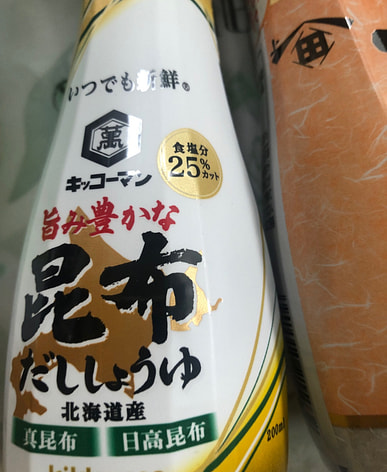 いつでも新鮮®
萬
キッコーマン
食塩分
25%
カット
旨み豊かな
昆布
だししょうゆ
北海道産
真昆布 日高昆布
200ml